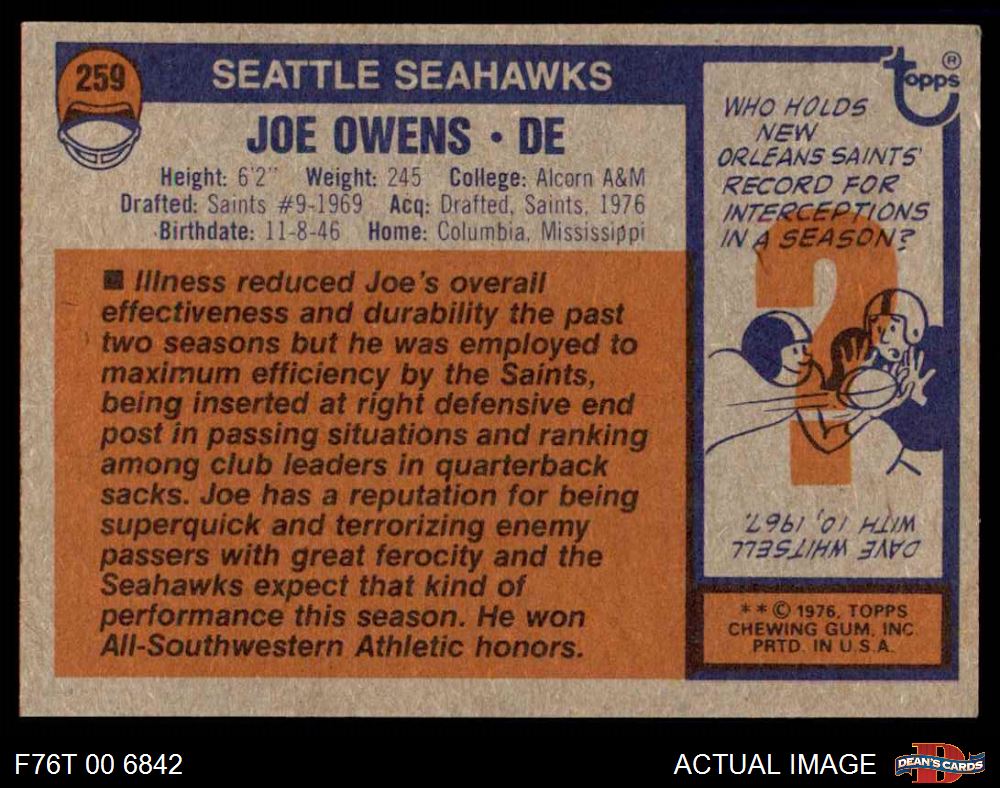 259
SEATTLE SEAHAWKS
JOE OWENS • DE
Height: 6'2" Weight: 245 College: Alcorn A&M
Drafted: Saints #9-1969 Acq: Drafted, Saints, 1976
Birthdate: 11-8-46 Home: Columbia, Mississippi
■ Illness reduced Joe's overall
effectiveness and durability the past
two seasons but he was employed to
maximum efficiency by the Saints,
being inserted at right defensive end
post in passing situations and ranking
among club leaders in quarterback
sacks. Joe has a reputation for being
superquick and terrorizing enemy
passers with great ferocity and the
Seahawks expect that kind of
performance this season. He won
All-Southwestern Athletic honors.
topps ®
WHO HOLDS
NEW
ORLEANS SAINTS'
RECORD FOR
INTERCEPTIONS
IN A SEASON?
?
DAVE WHITSELL
WITH 10, 1967.
* * © 1976, TOPPS
CHEWING GUM, INC.
PRTD. IN U.S.A.
F76T 00 6842
ACTUAL IMAGE
D
DEAN'S CARDS